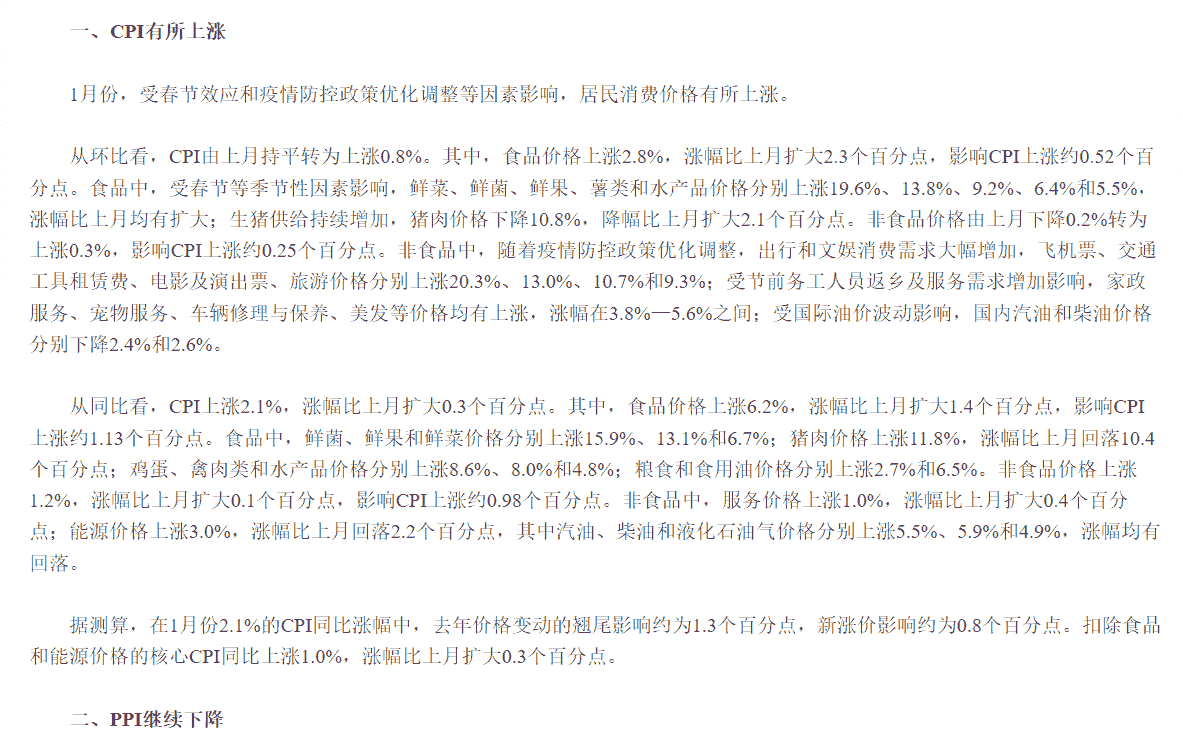 一、CPI有所上涨
1月份，受春节效应和疫情防控政策优化调整等因素影响，居民消费价格有所上涨。
从环比看，CPI由上月持平转为上涨0.8%。其中，食品价格上涨2.8%，涨幅比上月扩大2.3个百分点，影响CPI上涨约0.52个百
分点。食品中，受春节等季节性因素影响，鲜菜、鲜菌、鲜果、薯类和水产品价格分别上涨19.6%、13.8%、9.2%、6.4%和5.5%，
涨幅比上月均有扩大；生猪供给持续增加，猪肉价格下降10.8%，降幅比上月扩大2.1个百分点。非食品价格由上月下降0.2%转为
上涨0.3%，影响CPI上涨约0.25个百分点。非食品中，随着疫情防控政策优化调整，出行和文娱消费需求大幅增加，飞机票、交通
工具租赁费、电影及演出票、旅游价格分别上涨20.3%、13.0%、10.7%和9.3%；受节前务工人员返乡及服务需求增加影响，家政
服务、宠物服务、车辆修理与保养、美发等价格均有上涨，涨幅在3.8%—5.6%之间；受国际油价波动影响，国内汽油和柴油价格
分别下降2.4%和2.6%。
从同比看，CPI上涨2.1%，涨幅比上月扩大0.3个百分点。其中，食品价格上涨6.2%，涨幅比上月扩大1.4个百分点，影响CPI
上涨约1.13个百分点。食品中，鲜菌、鲜果和鲜菜价格分别上涨15.9%、13.1%和6.7%；猪肉价格上涨11.8%，涨幅比上月回落10.4
个百分点；鸡蛋、禽肉类和水产品价格分别上涨8.6%、8.0%和4.8%；粮食和食用油价格分别上涨2.7%和6.5%。非食品价格上涨
1.2%，涨幅比上月扩大0.1个百分点，影响CPI上涨约0.98个百分点。非食品中，服务价格上涨1.0%，涨幅比上月扩大0.4个百分
点；能源价格上涨3.0%，涨幅比上月回落2.2个百分点，其中汽油、柴油和液化石油气价格分别上涨5.5%、5.9%和4.9%，涨幅均有
回落。
据测算，在1月份2.1%的CPI同比涨幅中，去年价格变动的翘尾影响约为1.3个百分点，新涨价影响约为0.8个百分点。扣除食品
和能源价格的核心CPI同比上涨1.0%，涨幅比上月扩大0.3个百分点。
二、PPI继续下降